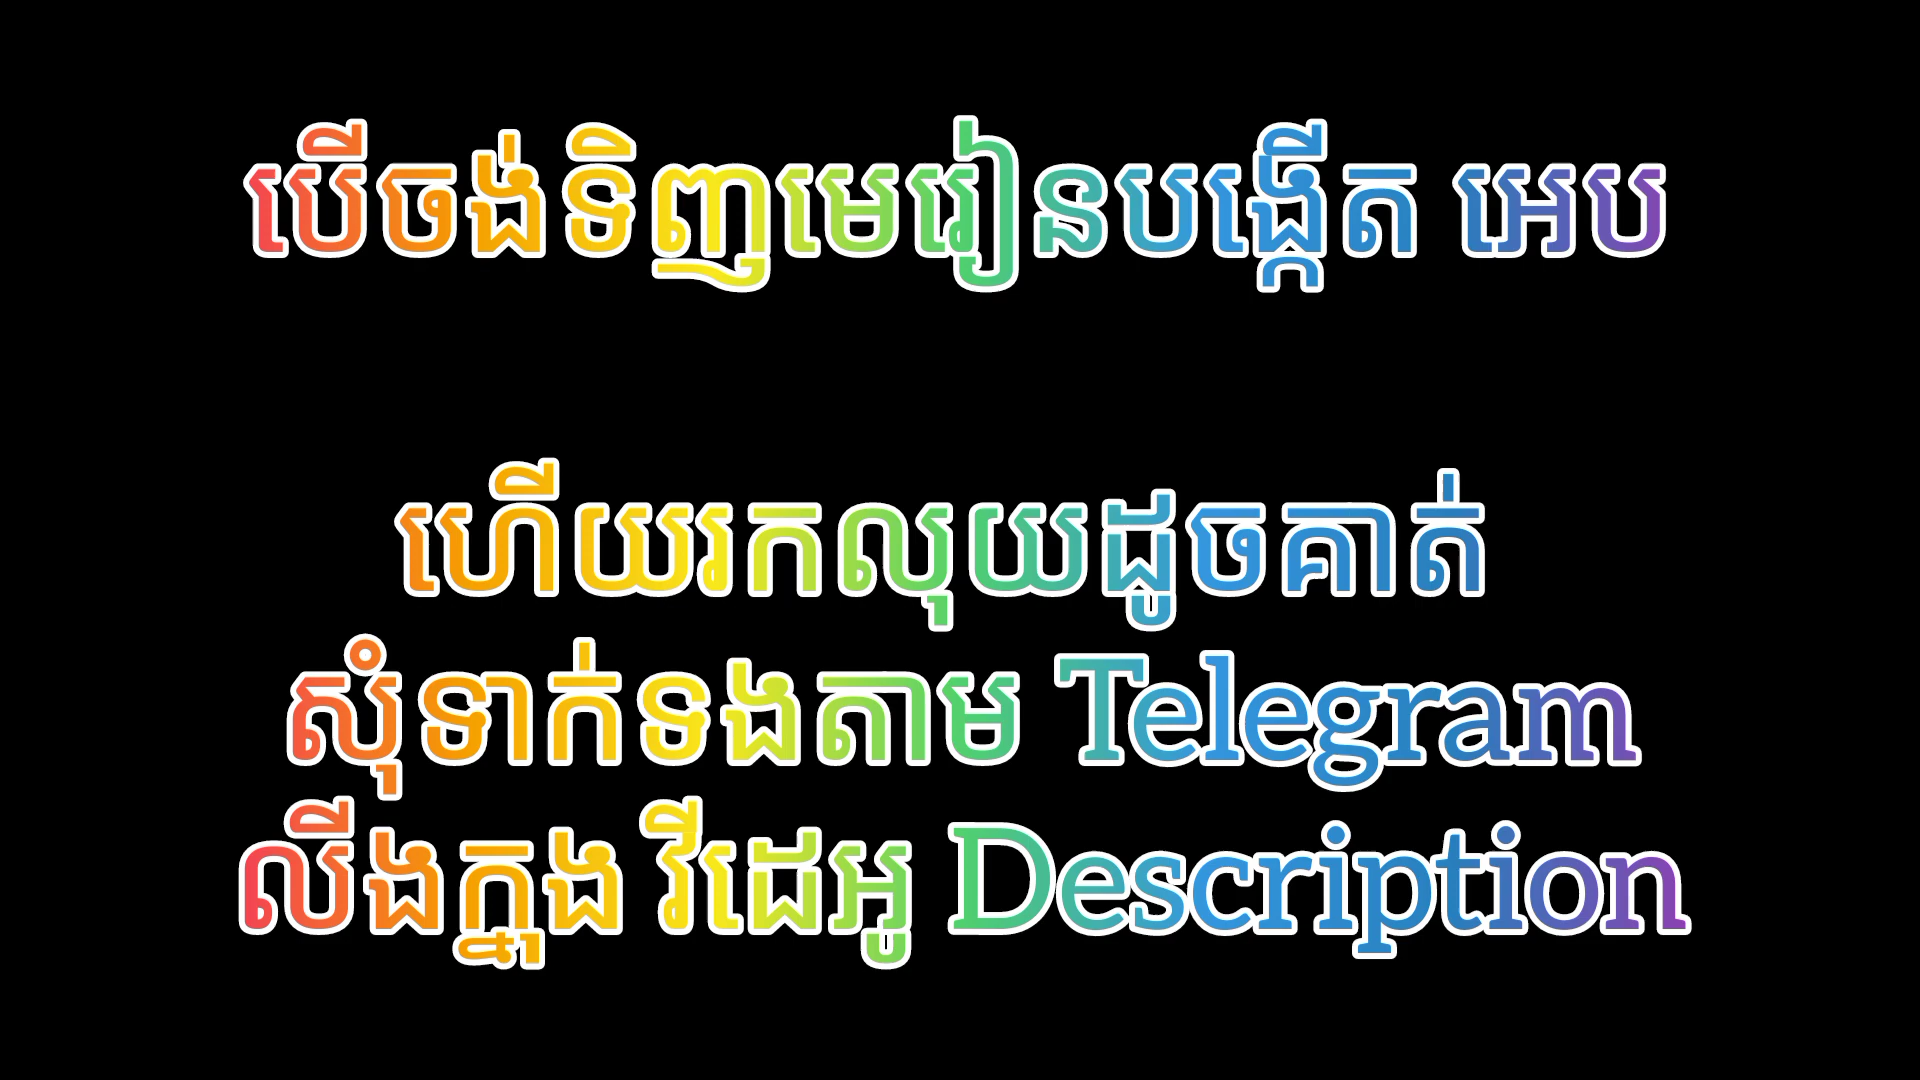 បើចង់ទិញមេរៀនបង្កើត អេប
ហើយរកលុយដូចគាត់
សុំទាក់ទងតាម Telegram
លីងក្នុង វីដេអូ Description